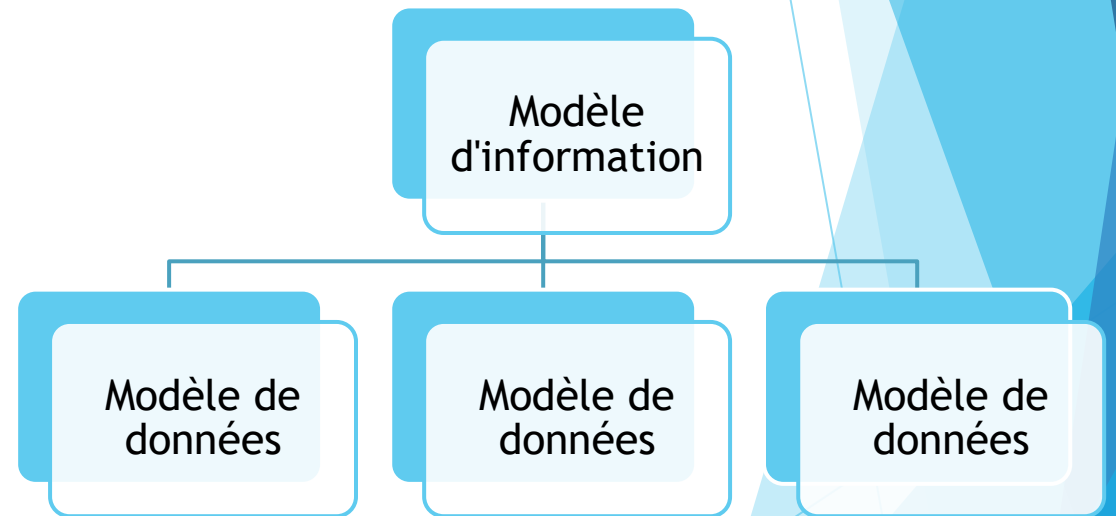 Modèle
d'information
Modèle de
données
Modèle de
données
Modèle de
données